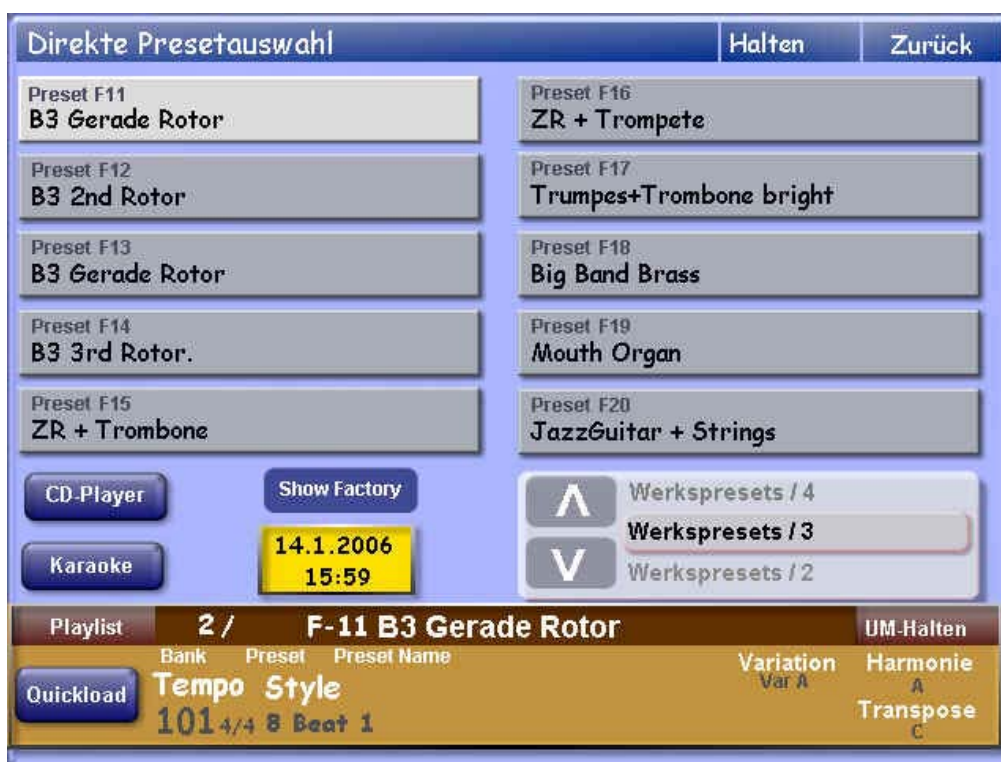 Direkte Presetauswahl
Halten
Zurück
Preset F11
B3 Gerade Rotor
Preset F12
B3 2nd Rotor
Preset F13
B3 Gerade Rotor
Preset F14
B3 3rd Rotor.
Preset F15
ZR + Trombone
Preset F16
ZR + Trompete
Preset F17
Trumpes+Trombone bright
Preset F18
Big Band Brass
Preset F19
Mouth Organ
Preset F20
JazzGuitar + Strings
CD-Player
Show Factory
Karaoke
14.1.2006
15:59
Werkspresets / 4
Werkspresets / 3
Werkspresets / 2
Playlist
2 / F-11 B3 Gerade Rotor
UM-Halten
Bank Preset Preset Name
Quickload
Tempo Style
101 4/4 8 Beat 1
Variation
Var A
Harmonie
A
Transpose
C